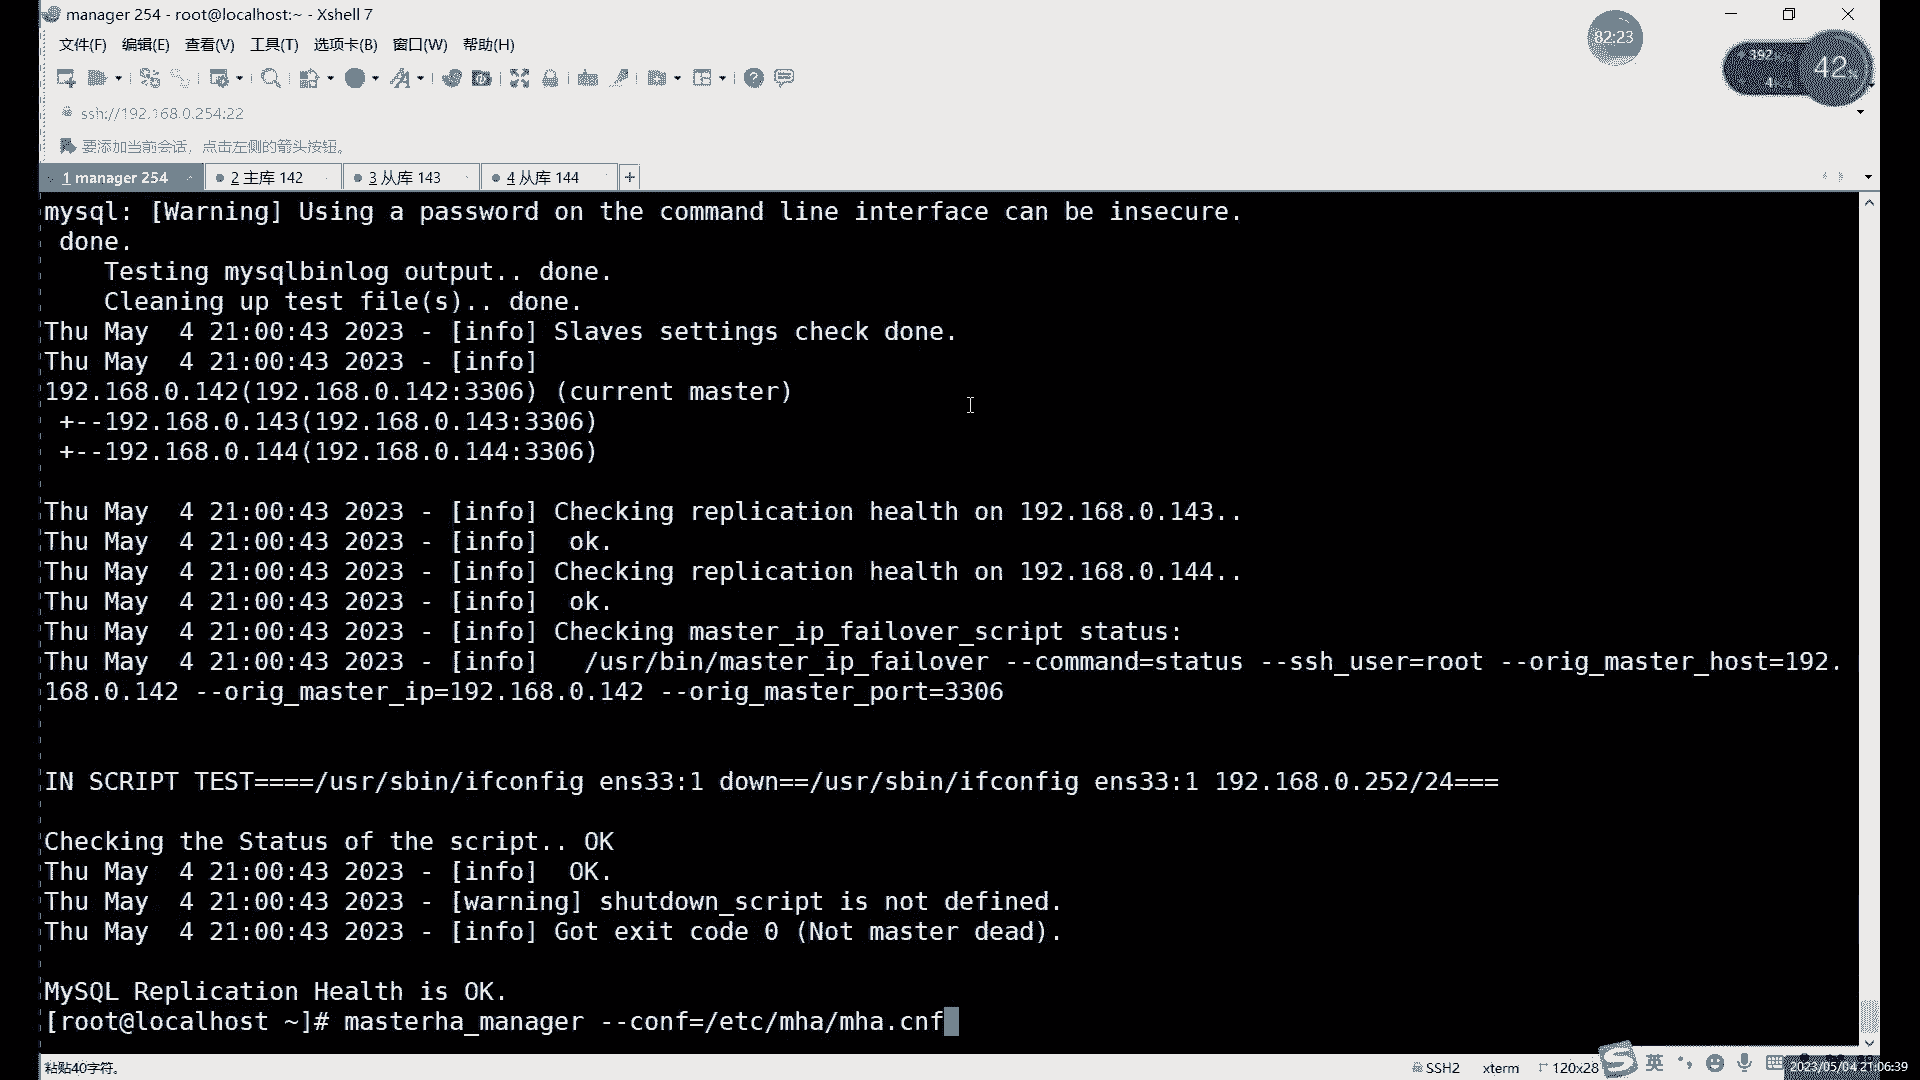 manager 254 - root@localhost:~ - Xshell 7
文件(F) 编辑(E) 查看(V) 工具(T) 选项卡(B) 窗口(W) 帮助(H)
82:23
42%
ssh://192.168.0.254:22
要添加当前会话，点击左侧的箭头按钮。
1 manager 254 2 主库 142 3 从库 143 4 从库 144 +
mysql: [Warning] Using a password on the command line interface can be insecure.
 done.
    Testing mysqlbinlog output.. done.
    Cleaning up test file(s).. done.
Thu May  4 21:00:43 2023 - [info] Slaves settings check done.
Thu May  4 21:00:43 2023 - [info]
192.168.0.142(192.168.0.142:3306) (current master)
 +--192.168.0.143(192.168.0.143:3306)
 +--192.168.0.144(192.168.0.144:3306)
Thu May  4 21:00:43 2023 - [info] Checking replication health on 192.168.0.143..
Thu May  4 21:00:43 2023 - [info]  ok.
Thu May  4 21:00:43 2023 - [info] Checking replication health on 192.168.0.144..
Thu May  4 21:00:43 2023 - [info]  ok.
Thu May  4 21:00:43 2023 - [info] Checking master_ip_failover_script status:
Thu May  4 21:00:43 2023 - [info]   /usr/bin/master_ip_failover --command=status --ssh_user=root --orig_master_host=192.
168.0.142 --orig_master_ip=192.168.0.142 --orig_master_port=3306
IN SCRIPT TEST====/usr/sbin/ifconfig ens33:1 down==/usr/sbin/ifconfig ens33:1 192.168.0.252/24===
Checking the Status of the script.. OK
Thu May  4 21:00:43 2023 - [info]  OK.
Thu May  4 21:00:43 2023 - [warning] shutdown_script is not defined.
Thu May  4 21:00:43 2023 - [info] Got exit code 0 (Not master dead).
MySQL Replication Health is OK.
[root@localhost ~]# masterha_manager --conf=/etc/mha/mha.cnf
粘贴40字符。 SSH2 xterm 120x28 英 2023/05/04 21:06:39